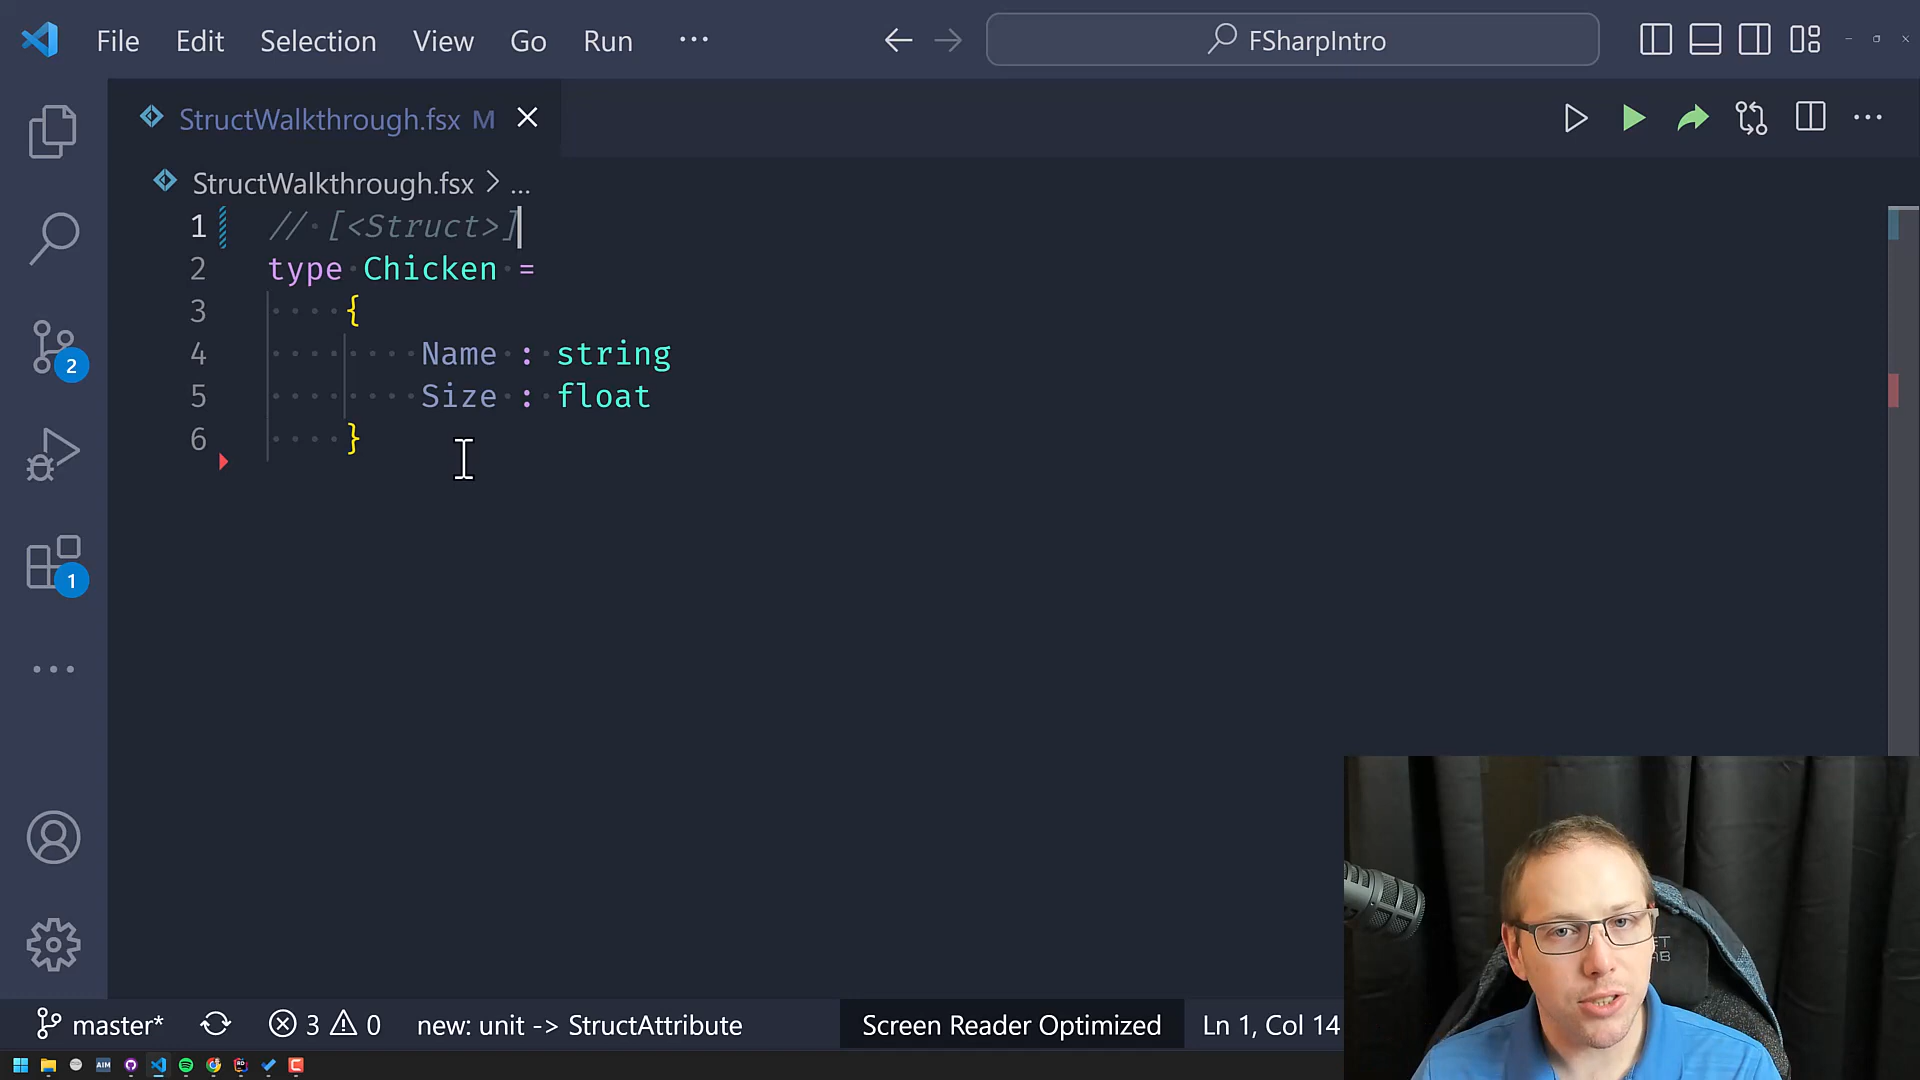 File Edit Selection View Go Run ··· FSharpIntro
StructWalkthrough.fsx M
StructWalkthrough.fsx > ...
1 // [<Struct>]
2 type Chicken =
3 {
4 Name : string
5 Size : float
6 }
2
1
master* 3 0 new: unit -> StructAttribute Screen Reader Optimized Ln 1, Col 14
AIM